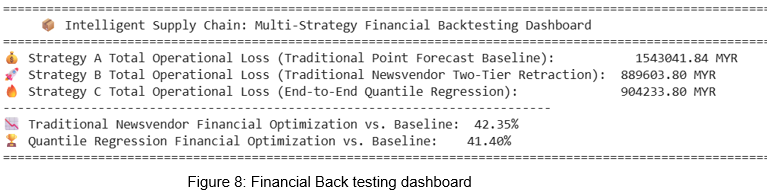 ================================================================================
📦 Intelligent Supply Chain: Multi-Strategy Financial Backtesting Dashboard
================================================================================
💰 Strategy A Total Operational Loss (Traditional Point Forecast Baseline): 1543041.84 MYR
🚀 Strategy B Total Operational Loss (Traditional Newsvendor Two-Tier Retraction): 889603.80 MYR
🔥 Strategy C Total Operational Loss (End-to-End Quantile Regression): 904233.80 MYR
--------------------------------------------------------------------------------
📉 Traditional Newsvendor Financial Optimization vs. Baseline: 42.35%
🏆 Quantile Regression Financial Optimization vs. Baseline: 41.40%
================================================================================
Figure 8: Financial Back testing dashboard